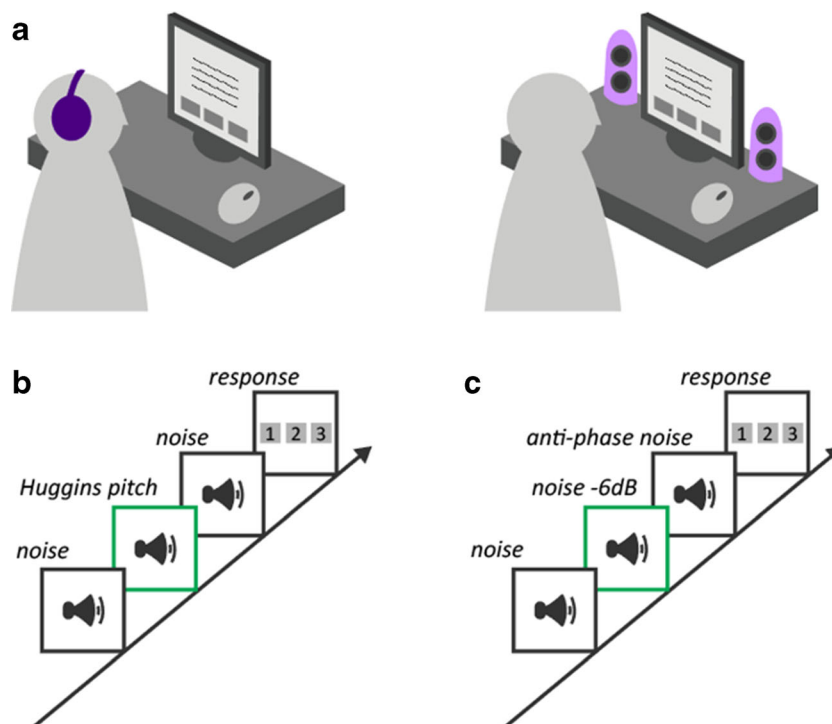 a
b
response
1 2 3
noise
Huggins pitch
noise
c
response
1 2 3
anti-phase noise
noise -6dB
noise